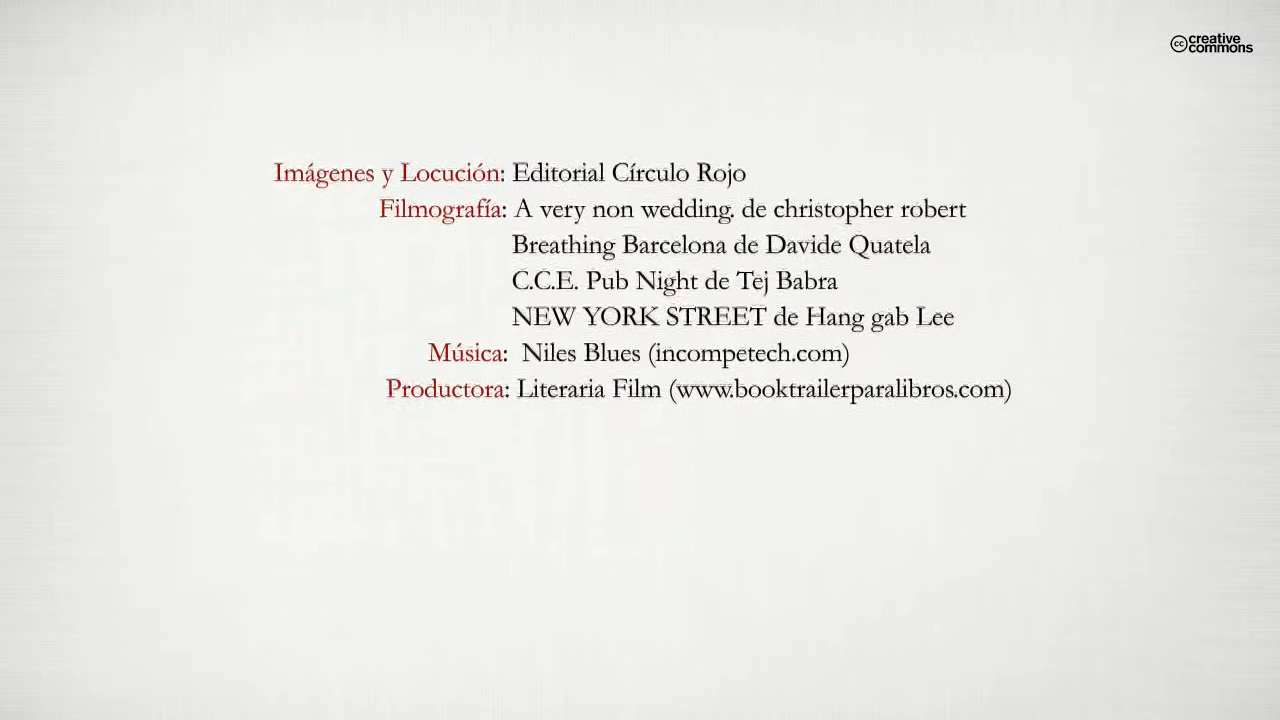 cc creative
commons
Imágenes y Locución: Editorial Círculo Rojo
Filmografía: A very non wedding. de christopher robert
Breathing Barcelona de Davide Quatela
C.C.E. Pub Night de Tej Babra
NEW YORK STREET de Hang gab Lee
Música: Niles Blues (incompetech.com)
Productora: Literaria Film (www.booktrailerparalibros.com)